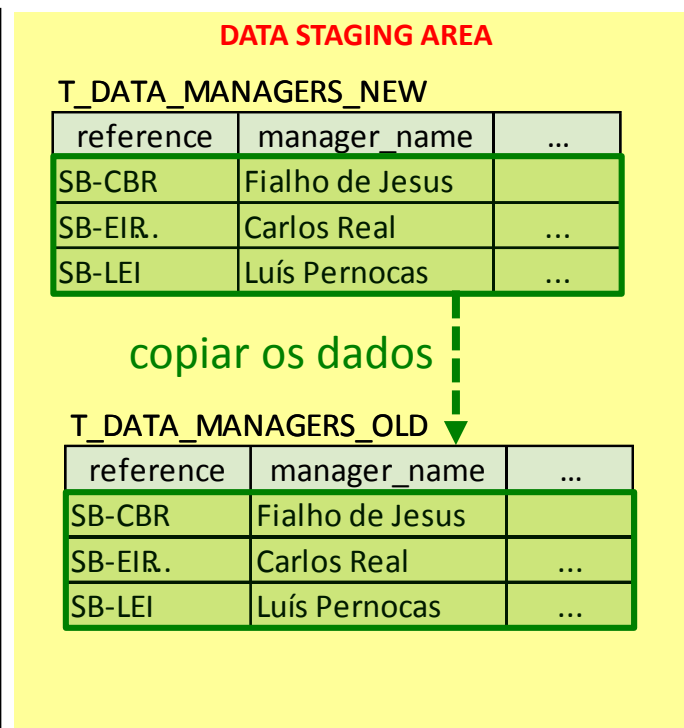 DATA STAGING AREA
T_DATA_MANAGERS_NEW
reference manager_name ...
SB-CBR Fialho de Jesus
SB-EIR.. Carlos Real ...
SB-LEI Luís Pernocas ...
copiar os dados
T_DATA_MANAGERS_OLD
reference manager_name ...
SB-CBR Fialho de Jesus
SB-EIR.. Carlos Real ...
SB-LEI Luís Pernocas ...